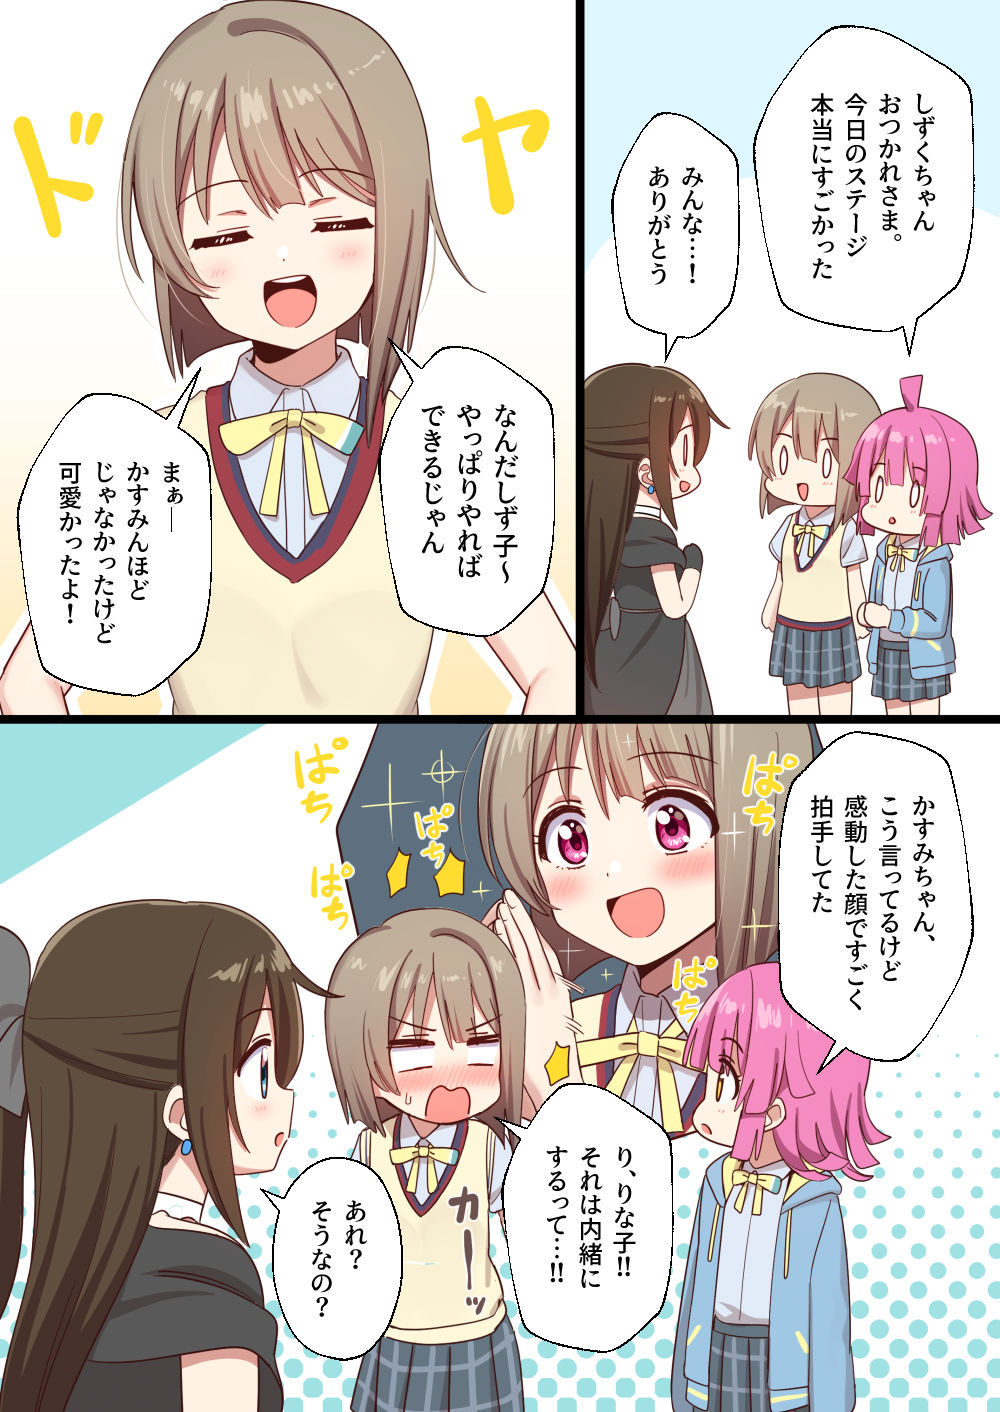 しずくちゃん
おつかれさま。
今日のステージ
本当にすごかった
みんな…！
ありがとう
ドヤ
なんだしず子～
やっぱりやれば
できるじゃん
まぁ―
かすみんほど
じゃなかったけど
可愛かったよ！
かすみちゃん、
こう言ってるけど
感動した顔ですごく
拍手してた
ぱち
ぱち
ぱち
ぱち
ぱち
り、りな子!!
それは内緒に
するって…!!
カーッ
あれ？
そうなの？